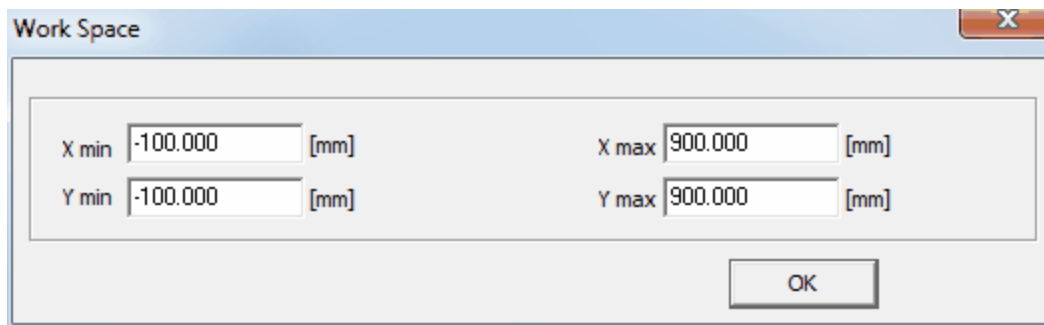 Work Space
X min -100.000 [mm] X max 900.000 [mm]
Y min -100.000 [mm] Y max 900.000 [mm]
OK